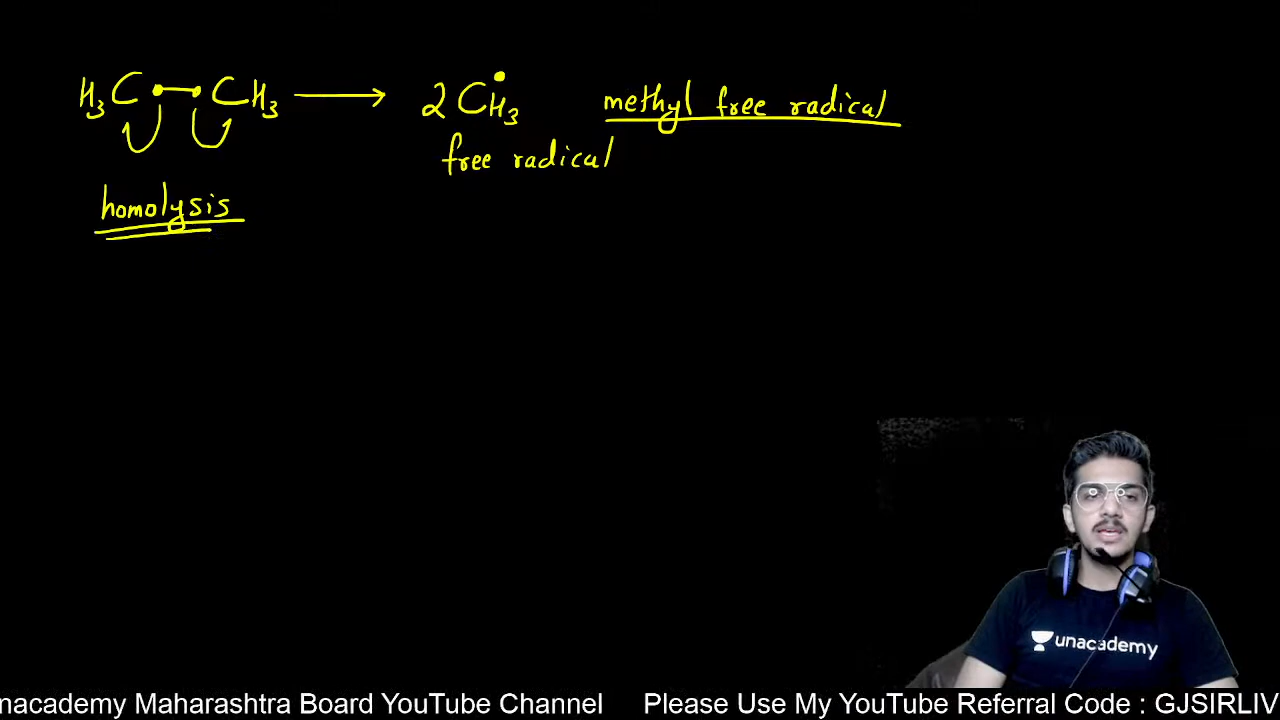 H₃C — CH₃ ⟶ 2 ĊH₃ methyl free radical
free radical
homolysis
unacademy
nacademy Maharashtra Board YouTube Channel Please Use My YouTube Referral Code : GJSIRLIV